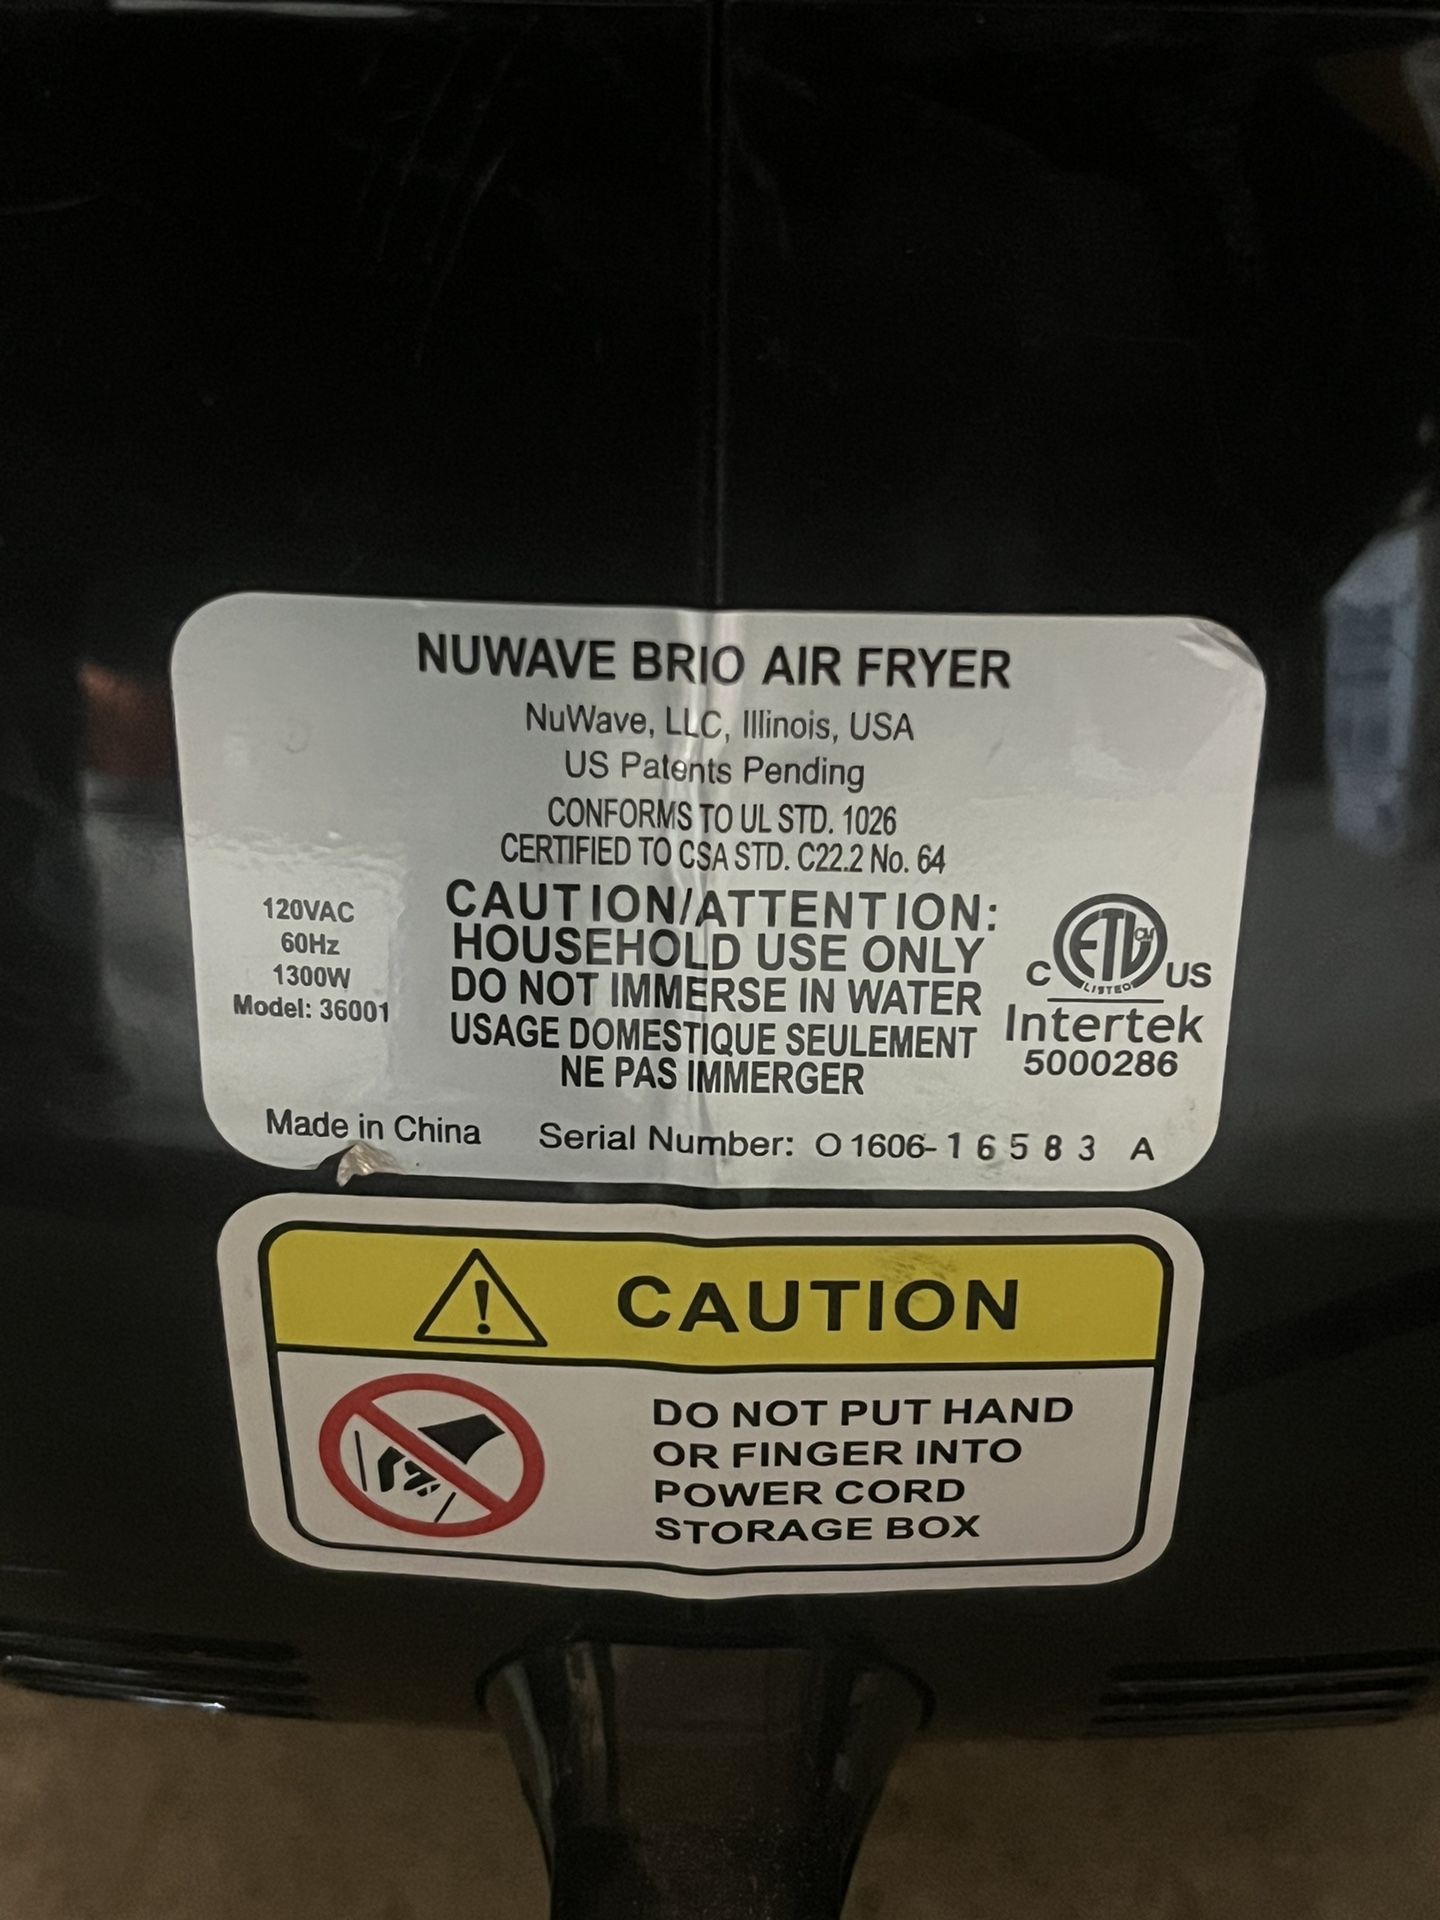 NUWAVE BRIO AIR FRYER
NuWave, LLC, Illinois, USA
US Patents Pending
CONFORMS TO UL STD. 1026
CERTIFIED TO CSA STD. C22.2 No. 64
120VAC
60Hz
1300W
Model: 36001
CAUTION/ATTENTION:
HOUSEHOLD USE ONLY
DO NOT IMMERSE IN WATER
USAGE DOMESTIQUE SEULEMENT
NE PAS IMMERGER
ETL CM
LISTED
C US
Intertek
5000286
Made in China Serial Number: O 1606-16583 A
CAUTION
DO NOT PUT HAND
OR FINGER INTO
POWER CORD
STORAGE BOX